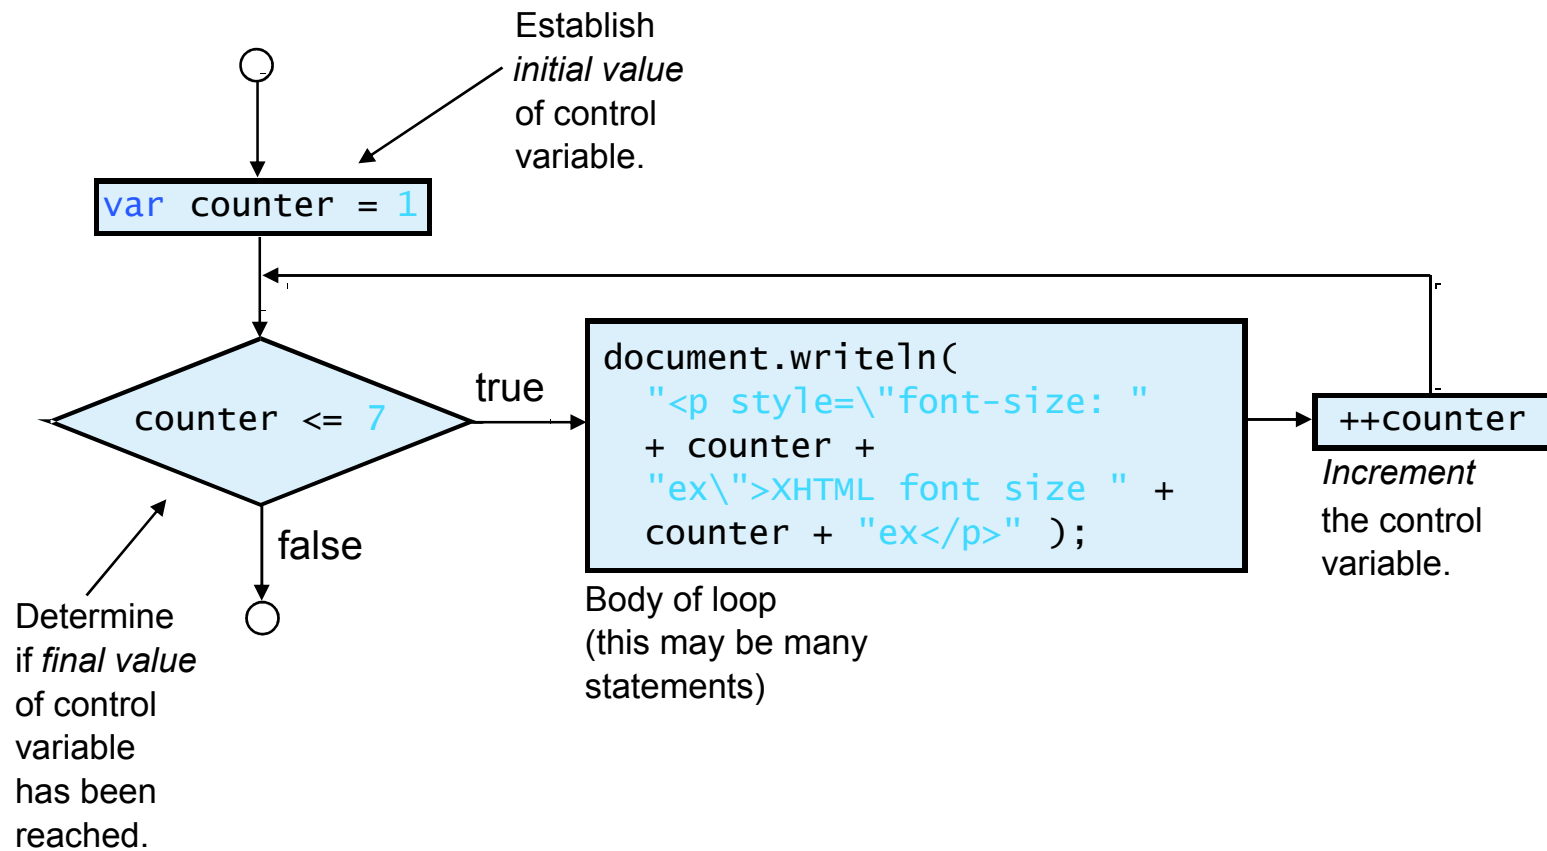 Establish
initial value
of control
variable.
var counter = 1
counter <= 7
true
false
document.writeln(
"<p style=\"font-size: "
+ counter +
"ex\">XHTML font size " +
counter + "ex</p>" );
++counter
Increment
the control
variable.
Body of loop
(this may be many
statements)
Determine
if final value
of control
variable
has been
reached.